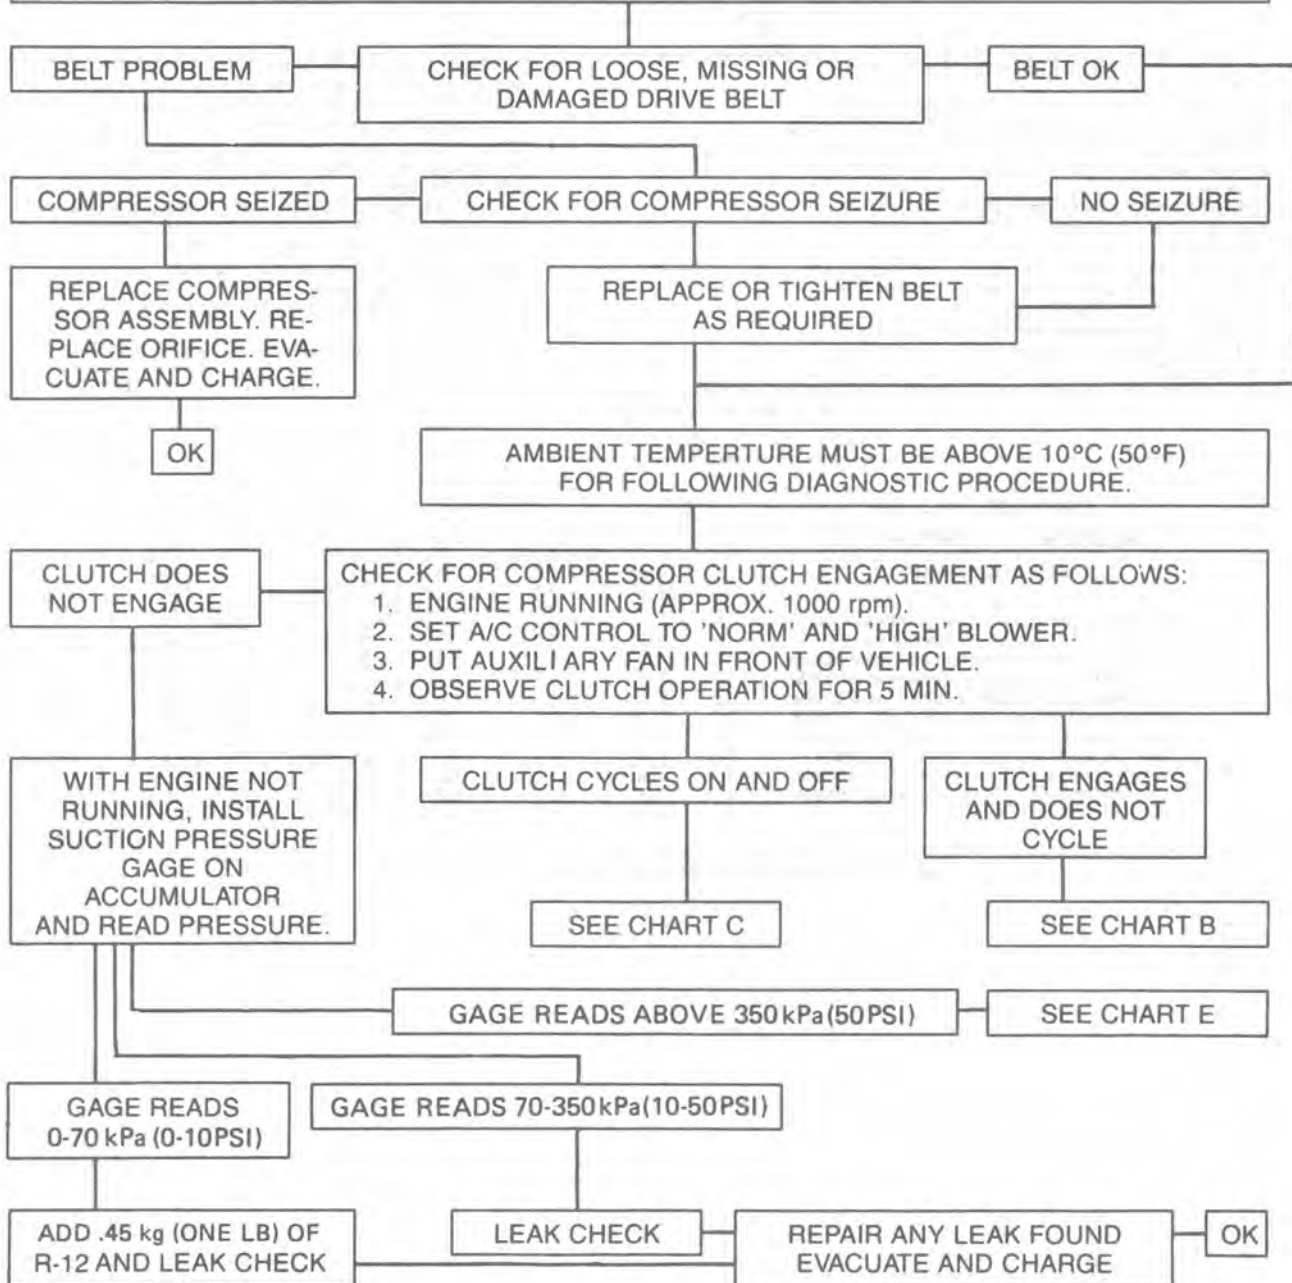 BELT PROBLEM
CHECK FOR LOOSE, MISSING OR
DAMAGED DRIVE BELT
BELT OK
COMPRESSOR SEIZED
CHECK FOR COMPRESSOR SEIZURE
NO SEIZURE
REPLACE COMPRES-
SOR ASSEMBLY. RE-
PLACE ORIFICE. EVA-
CUATE AND CHARGE.
REPLACE OR TIGHTEN BELT
AS REQUIRED
OK
AMBIENT TEMPERTURE MUST BE ABOVE 10°C (50°F)
FOR FOLLOWING DIAGNOSTIC PROCEDURE.
CLUTCH DOES
NOT ENGAGE
CHECK FOR COMPRESSOR CLUTCH ENGAGEMENT AS FOLLOWS:
1. ENGINE RUNNING (APPROX. 1000 rpm).
2. SET A/C CONTROL TO 'NORM' AND 'HIGH' BLOWER.
3. PUT AUXILIARY FAN IN FRONT OF VEHICLE.
4. OBSERVE CLUTCH OPERATION FOR 5 MIN.
WITH ENGINE NOT
RUNNING, INSTALL
SUCTION PRESSURE
GAGE ON
ACCUMULATOR
AND READ PRESSURE.
CLUTCH CYCLES ON AND OFF
CLUTCH ENGAGES
AND DOES NOT
CYCLE
SEE CHART C
SEE CHART B
GAGE READS ABOVE 350 kPa (50 PSI)
SEE CHART E
GAGE READS
0-70 kPa (0-10PSI)
GAGE READS 70-350 kPa (10-50 PSI)
ADD .45 kg (ONE LB) OF
R-12 AND LEAK CHECK
LEAK CHECK
REPAIR ANY LEAK FOUND
EVACUATE AND CHARGE
OK